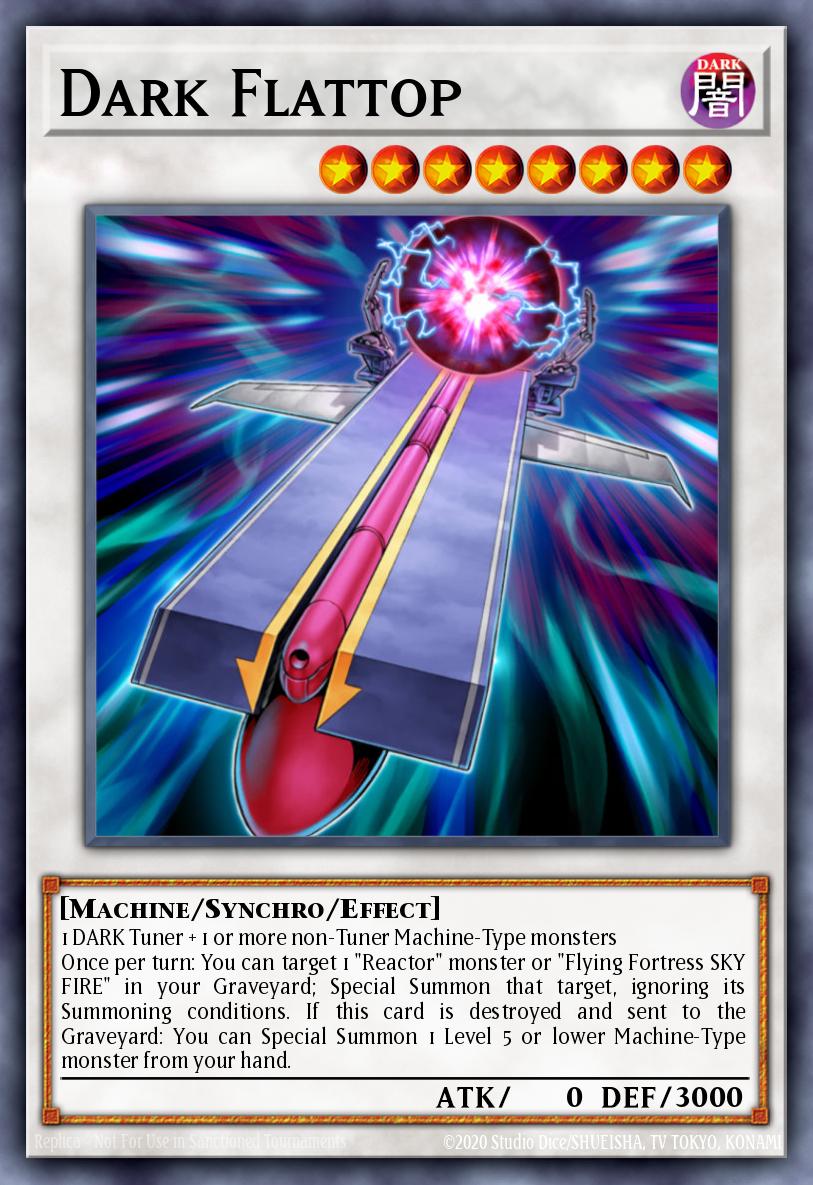 DARK FLATTOP
DARK
闇
[MACHINE/SYNCHRO/EFFECT]
1 DARK Tuner + 1 or more non-Tuner Machine-Type monsters
Once per turn: You can target 1 "Reactor" monster or "Flying Fortress SKY
FIRE" in your Graveyard; Special Summon that target, ignoring its
Summoning conditions. If this card is destroyed and sent to the
Graveyard: You can Special Summon 1 Level 5 or lower Machine-Type
monster from your hand.
ATK/ 0 DEF/3000
Replica - Not For Use in Sanctioned Tournaments
©2020 Studio Dice/SHUEISHA, TV TOKYO, KONAMI